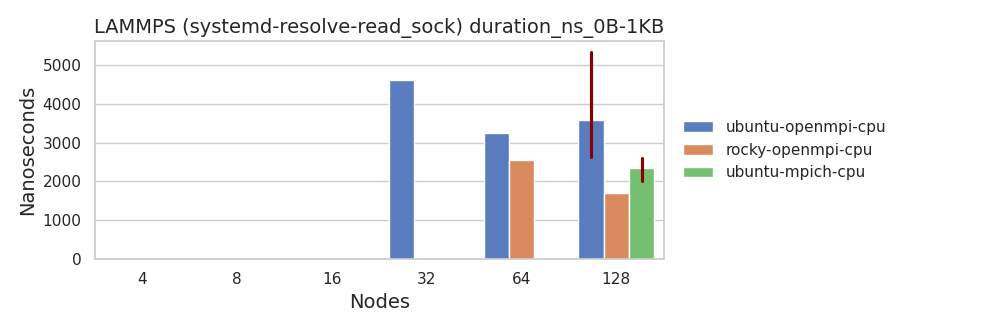 LAMMPS (systemd-resolve-read_sock) duration_ns_0B-1KB
Nanoseconds
5000
4000
3000
2000
1000
0
4 8 16 32 64 128
Nodes
ubuntu-openmpi-cpu
rocky-openmpi-cpu
ubuntu-mpich-cpu